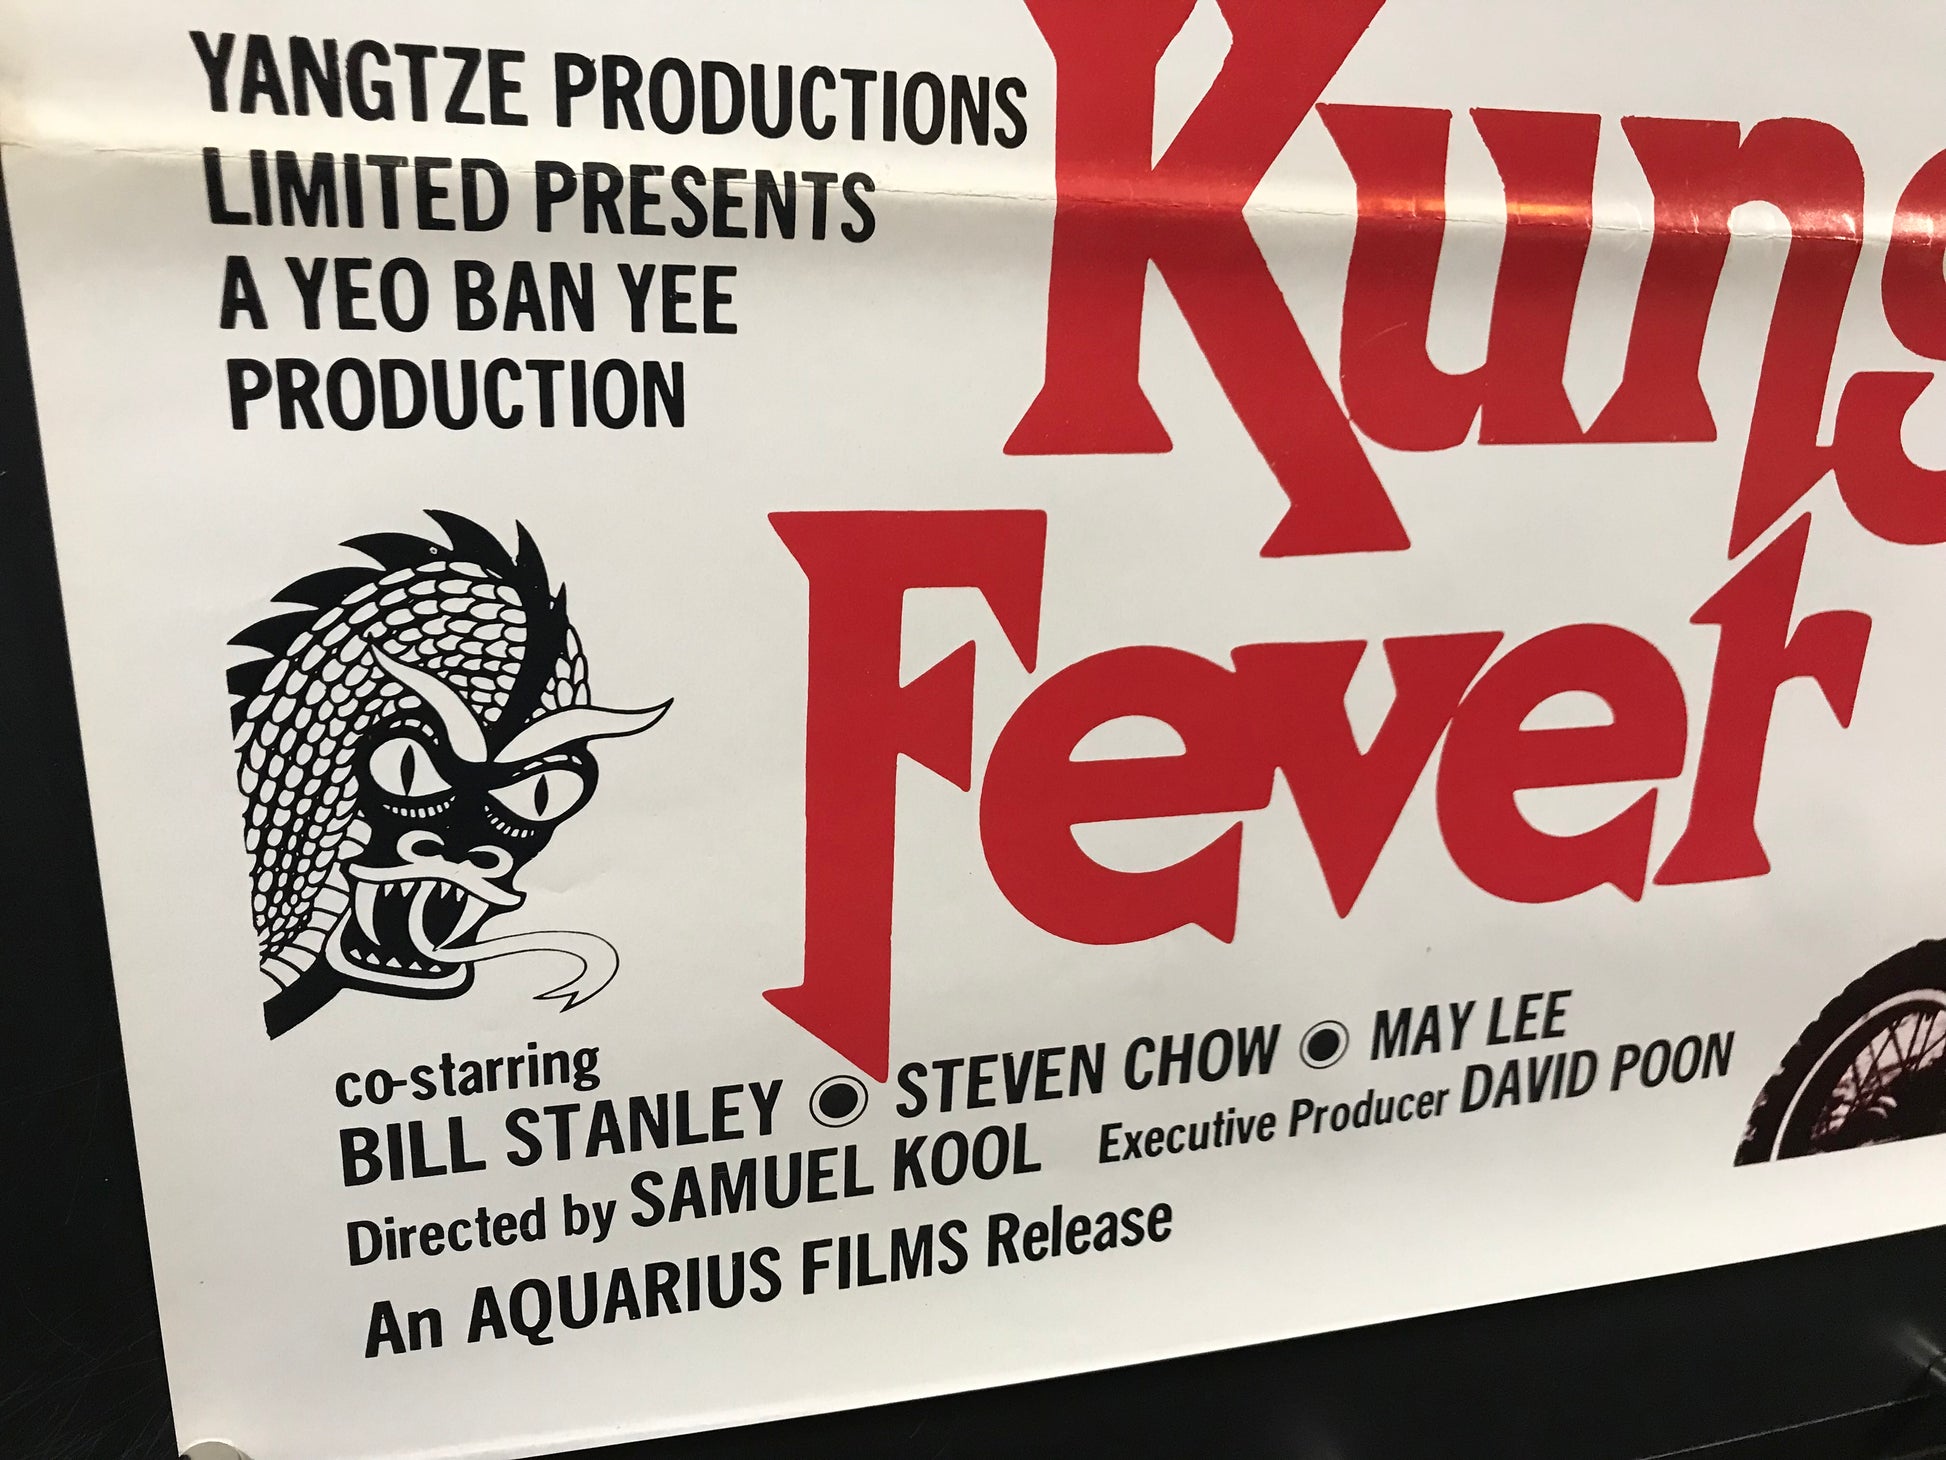 YANGTZE PRODUCTIONS
LIMITED PRESENTS
A YEO BAN YEE
PRODUCTION
Kung
Fever
co-starring
BILL STANLEY STEVEN CHOW MAY LEE
Directed by SAMUEL KOOL Executive Producer DAVID POON
An AQUARIUS FILMS Release